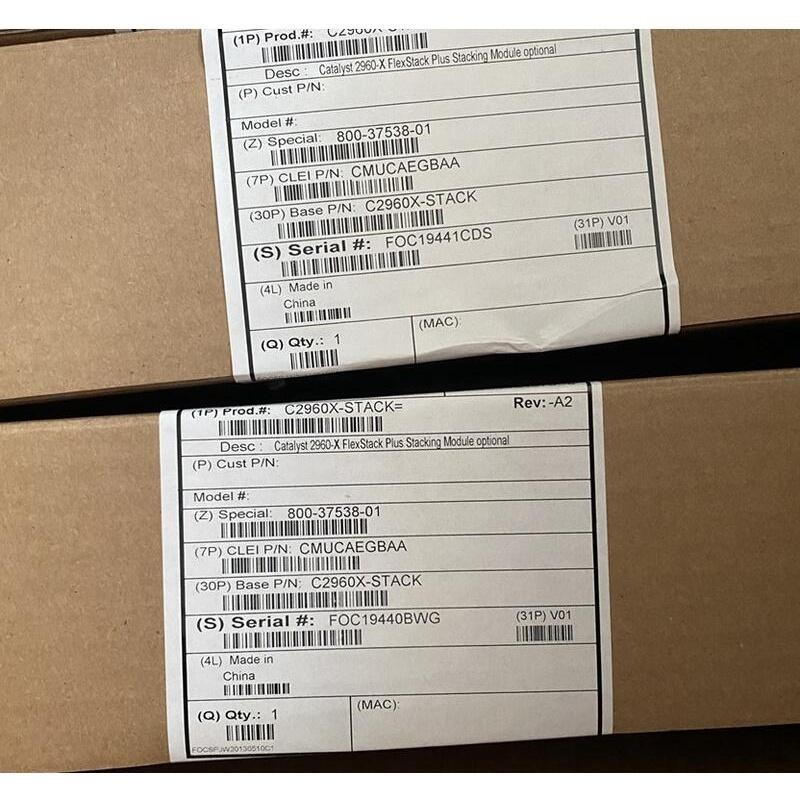 (1P) Prod.#: C2960X-STACK=
Desc : Catalyst 2960-X FlexStack Plus Stacking Module optional
(P) Cust P/N:
Model #:
(Z) Special: 800-37538-01
(7P) CLEI P/N: CMUCAEGBAA
(30P) Base P/N: C2960X-STACK
(S) Serial #: FOC19441CDS
(31P) V01
(4L) Made in
China
(Q) Qty.: 1
(MAC):
(1P) Prod.#: C2960X-STACK=
Rev: -A2
Desc : Catalyst 2960-X FlexStack Plus Stacking Module optional
(P) Cust P/N:
Model #:
(Z) Special: 800-37538-01
(7P) CLEI P/N: CMUCAEGBAA
(30P) Base P/N: C2960X-STACK
(S) Serial #: FOC19440BWG
(31P) V01
(4L) Made in
China
(Q) Qty.: 1
(MAC):
FOCSPJW20130510C1